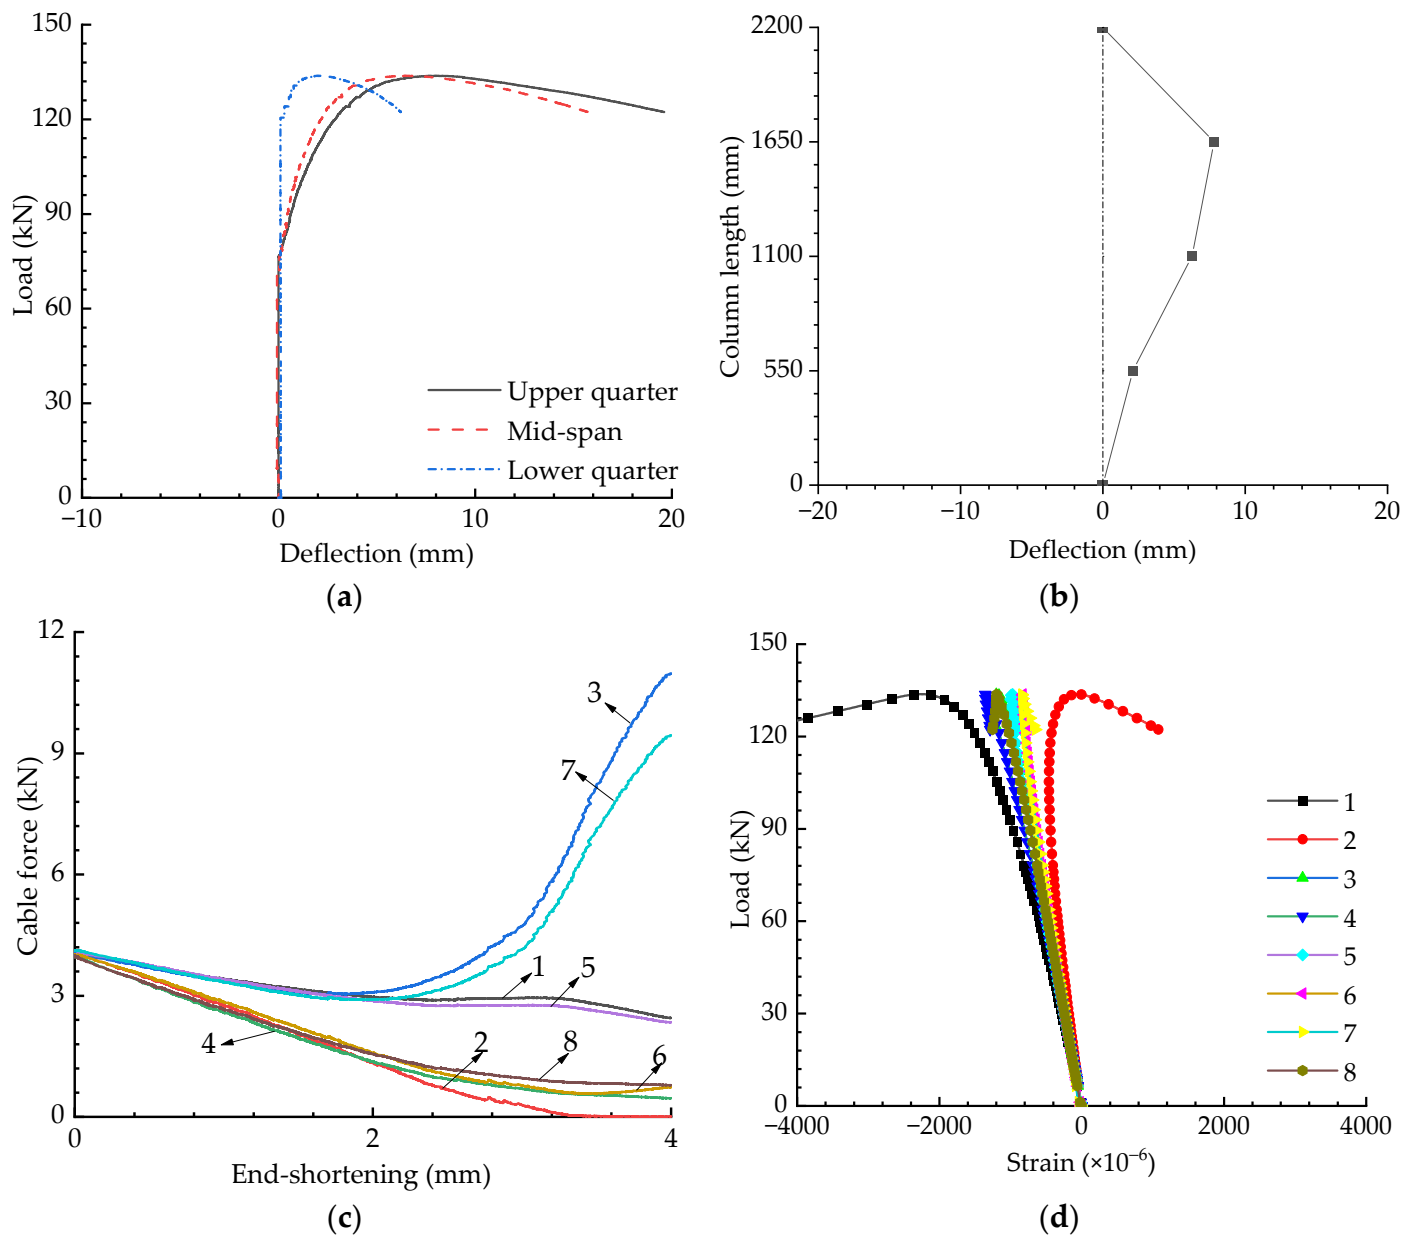 150
120
90
60
30
0
Load (kN)
Upper quarter
Mid-span
Lower quarter
−10 0 10 20
Deflection (mm)
(a)
2200
1650
1100
550
0
Column length (mm)
−20 −10 0 10 20
Deflection (mm)
(b)
12
9
6
3
0
Cable force (kN)
3
7
1 5
4 2 8 6
0 2 4
End-shortening (mm)
(c)
150
120
90
60
30
0
Load (kN)
1
2
3
4
5
6
7
8
−4000 −2000 0 2000 4000
Strain (×10⁻⁶)
(d)